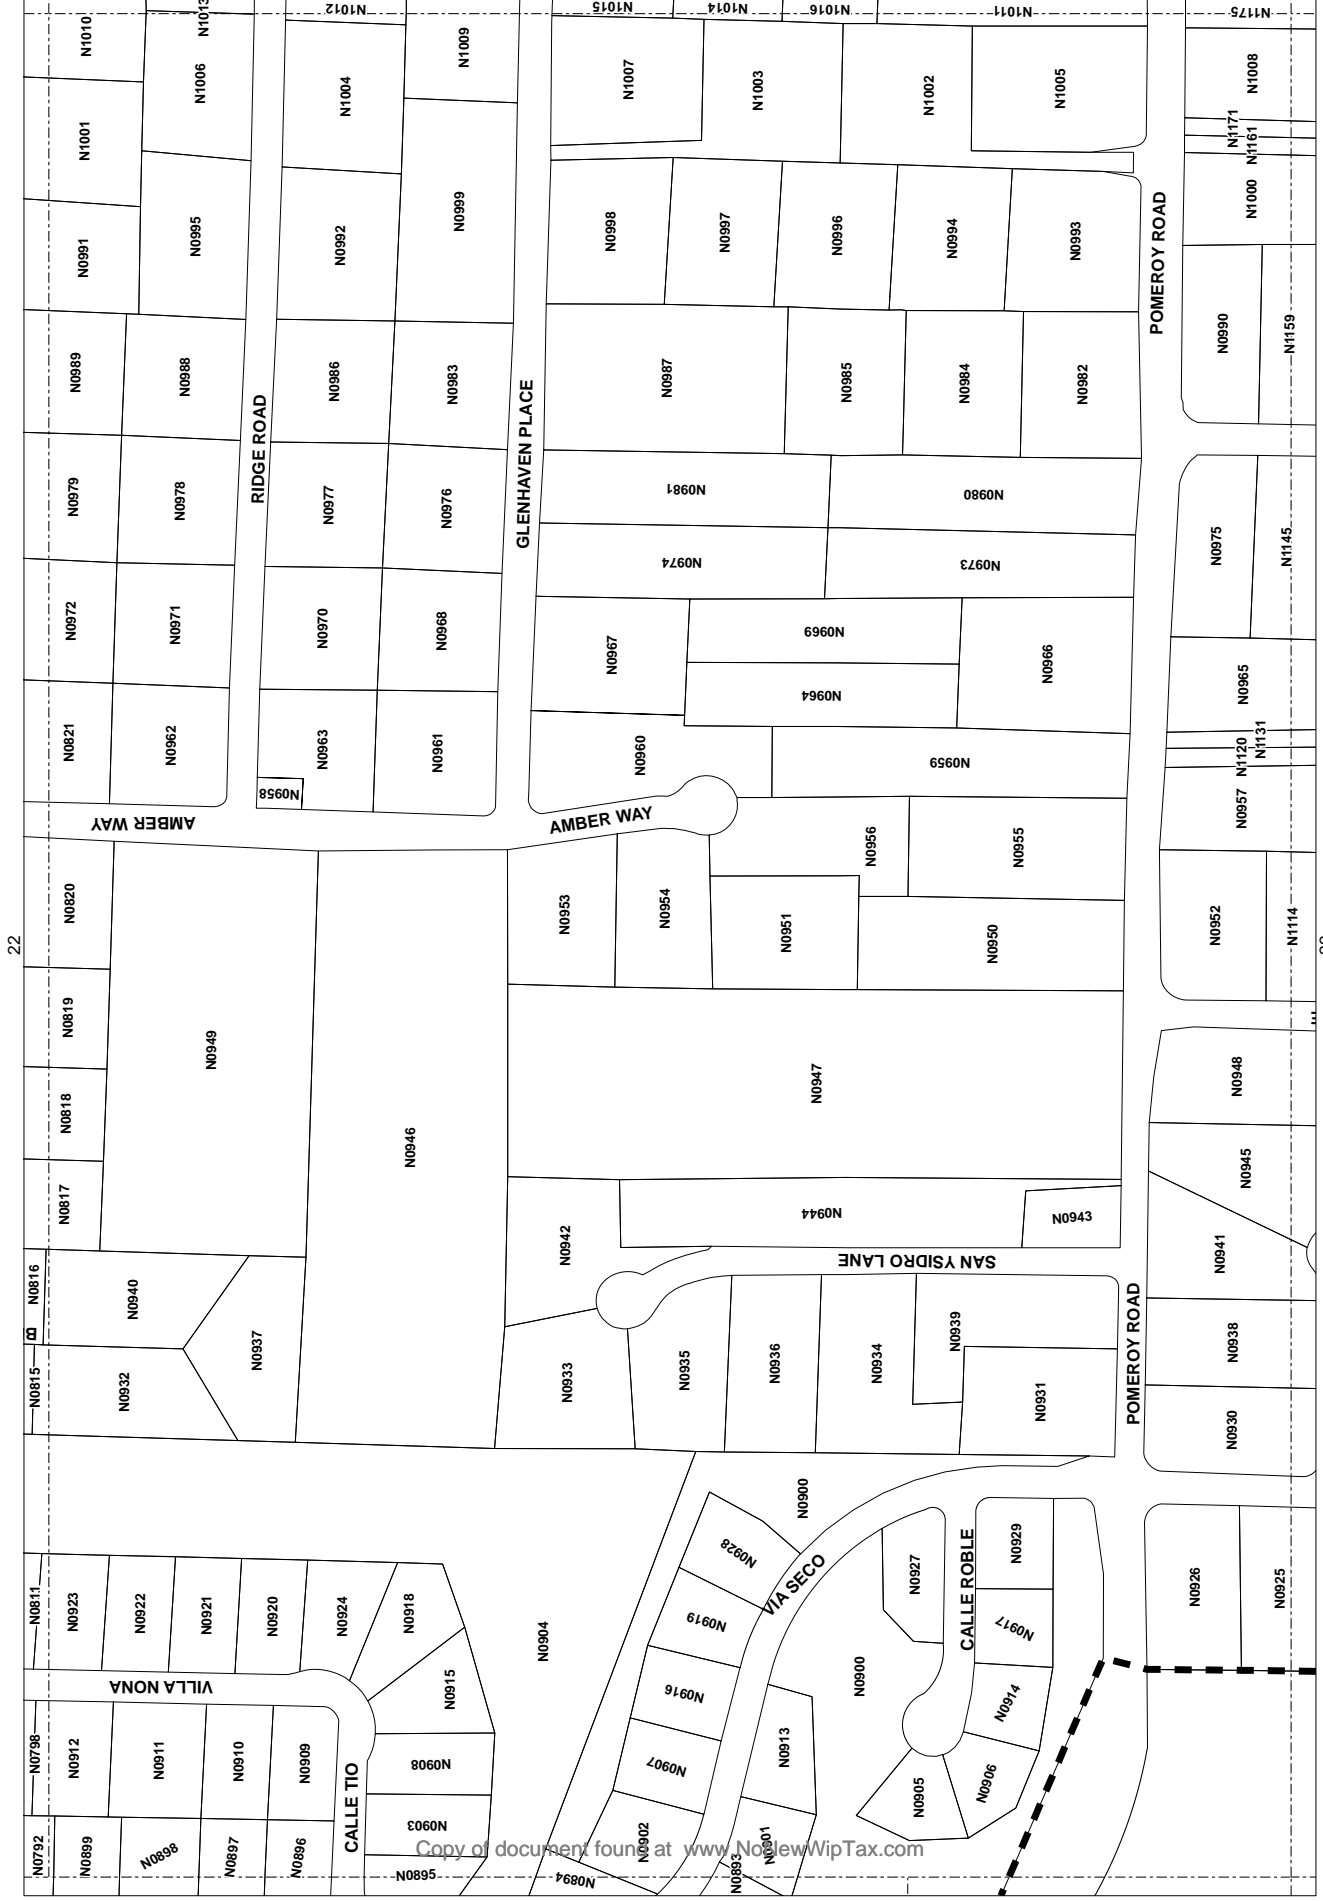 N1012
N1015
N1014
N1016
N1011
N1175
N1010
N1013
N1006
N1004
N1009
N1007
N1003
N1002
N1005
N1008
N1001
N1171
N1161
N0995
N0992
N0999
N0998
N0997
N0996
N0994
N0993
N1000
POMEROY ROAD
N0991
N0989
N0988
N0986
N0983
N0987
N0985
N0984
N0982
N0990
N1159
RIDGE ROAD
GLENHAVEN PLACE
N0979
N0978
N0977
N0976
N0981
N0980
N0974
N0973
N0975
N1145
N0972
N0971
N0970
N0968
N0967
N0969
N0964
N0966
N0965
N0821
N0962
N0963
N0961
N0960
N0959
N1120
N1131
N0958
AMBER WAY
AMBER WAY
N0957
N0956
N0955
N0820
N0953
N0954
N0951
N0950
N0952
N1114
22
N0819
N0949
N0818
N0946
N0947
N0948
N0817
N0942
N0944
N0943
N0945
SAN YSIDRO LANE
N0816
N0940
N0941
B
N0937
N0939
POMEROY ROAD
N0938
N0815
N0932
N0933
N0935
N0936
N0934
N0931
N0930
N0900
N0928
VIA SECO
N0927
CALLE ROBLE
N0929
N0926
N0925
N0811
N0923
N0922
N0921
N0920
N0924
N0918
N0904
N0919
N0917
VILLA NONA
N0915
N0916
N0900
N0914
N0798
N0912
N0911
N0910
N0909
N0908
N0907
N0913
N0905
N0906
CALLE TIO
N0903
N0792
N0899
N0898
N0897
N0896
N0895
N0894
N0902
N0893
N0901
Copy of document found at www.NoNewWipTax.com